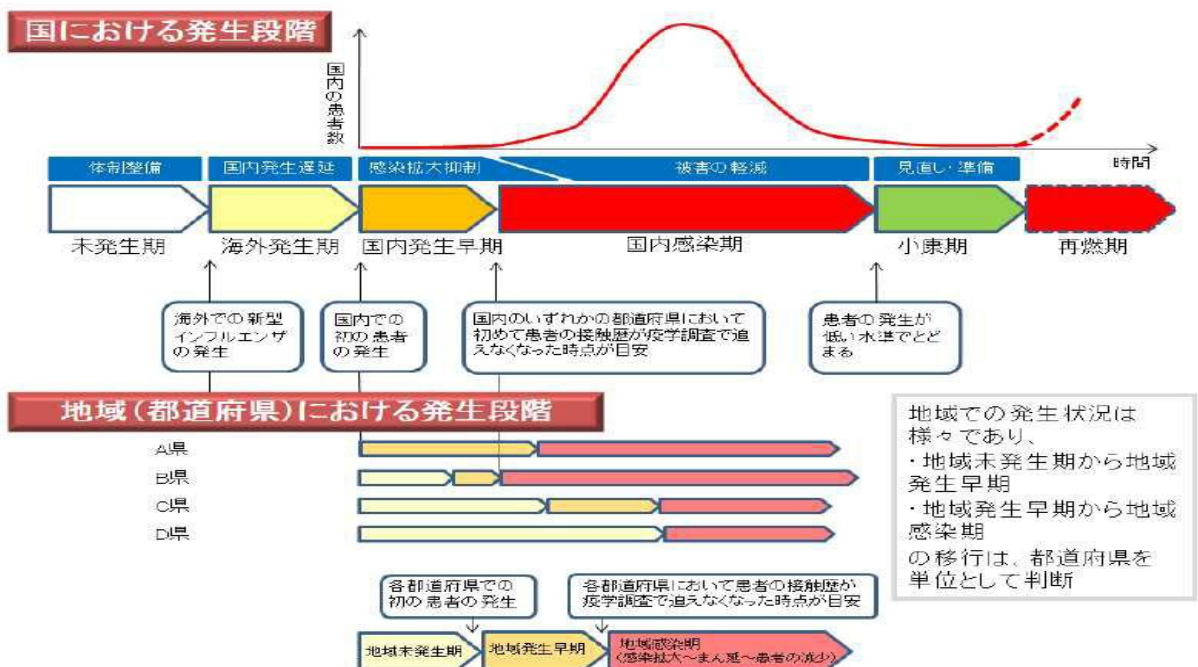 国における発生段階
国内の患者数
時間
体制整備
国内発生遅延
感染拡大抑制
被害の軽減
見直し・準備
未発生期
海外発生期
国内発生早期
国内感染期
小康期
再燃期
海外での新型
インフルエンザ
の発生
国内での
初の患者
の発生
国内のいずれかの都道府県において
初めて患者の接触歴が疫学調査で追
えなくなった時点が目安
患者の発生が
低い水準でとど
まる
地域(都道府県)における発生段階
A県
B県
C県
D県
地域での発生状況は
様々であり、
・地域未発生期から地域
発生早期
・地域発生早期から地域
感染期
の移行は、都道府県を
単位として判断
各都道府県での
初の患者の発生
各都道府県において患者の接触歴が
疫学調査で追えなくなった時点が目安
地域未発生期
地域発生早期
地域感染期
(感染拡大~まん延~患者の減少)